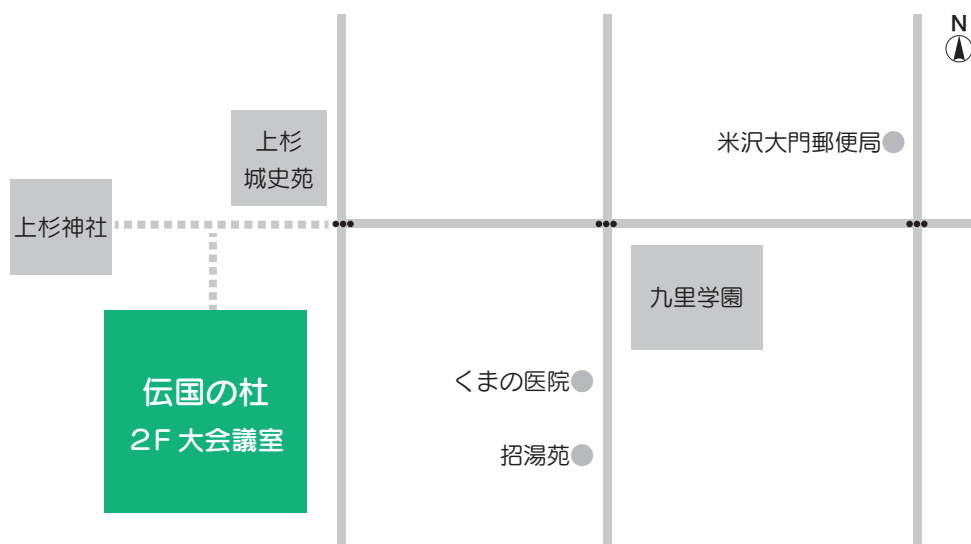 N
上杉
城史苑
米沢大門郵便局
上杉神社
九里学園
伝国の杜
2F 大会議室
くまの医院
招湯苑